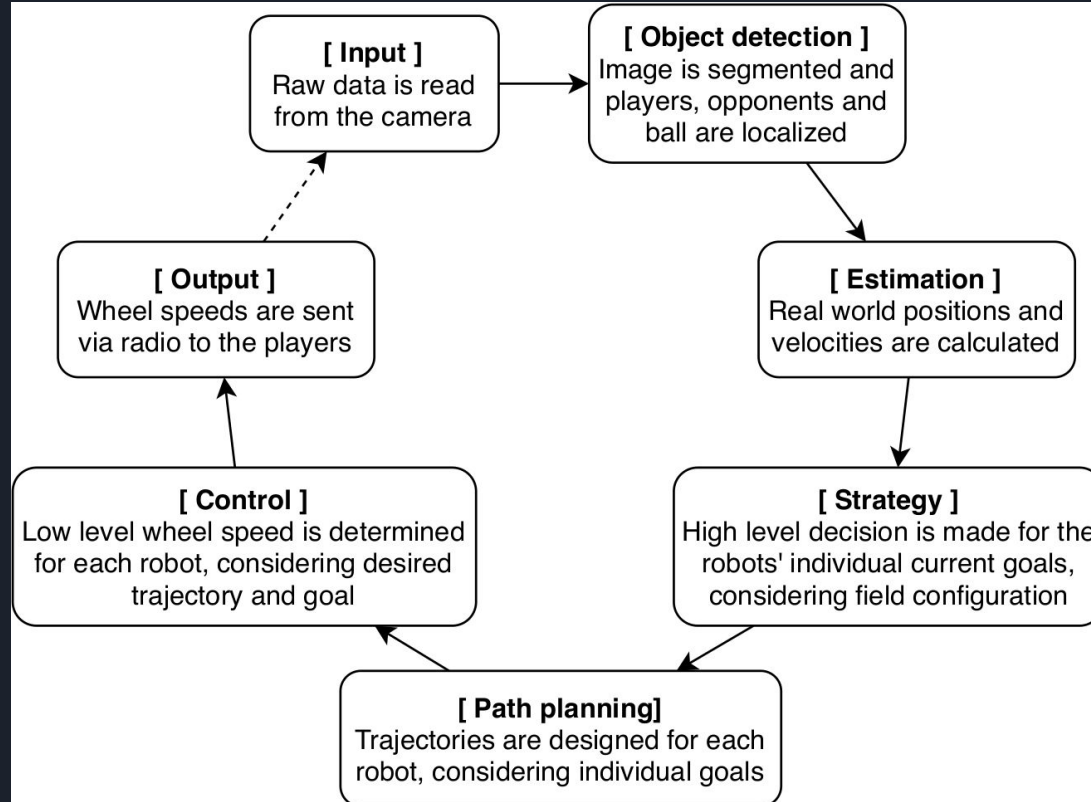 [ Input ]
Raw data is read
from the camera
[ Object detection ]
Image is segmented and
players, opponents and
ball are localized
[ Estimation ]
Real world positions and
velocities are calculated
[ Strategy ]
High level decision is made for the
robots' individual current goals,
considering field configuration
[ Path planning]
Trajectories are designed for each
robot, considering individual goals
[ Control ]
Low level wheel speed is determined
for each robot, considering desired
trajectory and goal
[ Output ]
Wheel speeds are sent
via radio to the players